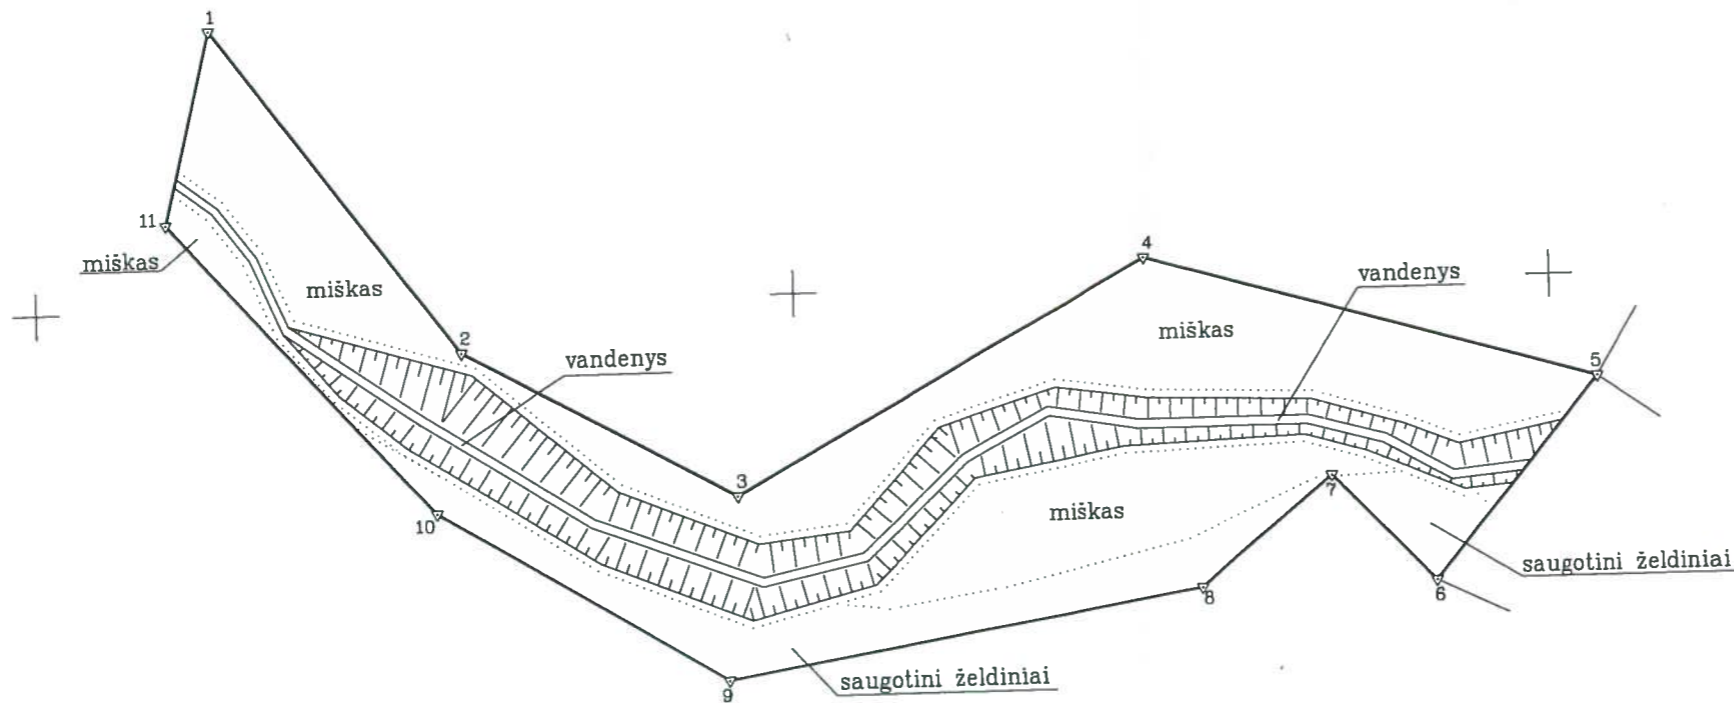 1
11
miškas
miškas
2
vandenys
3
4
vandenys
miškas
5
miškas
7
10
saugotini želdiniai
8
6
9
saugotini želdiniai